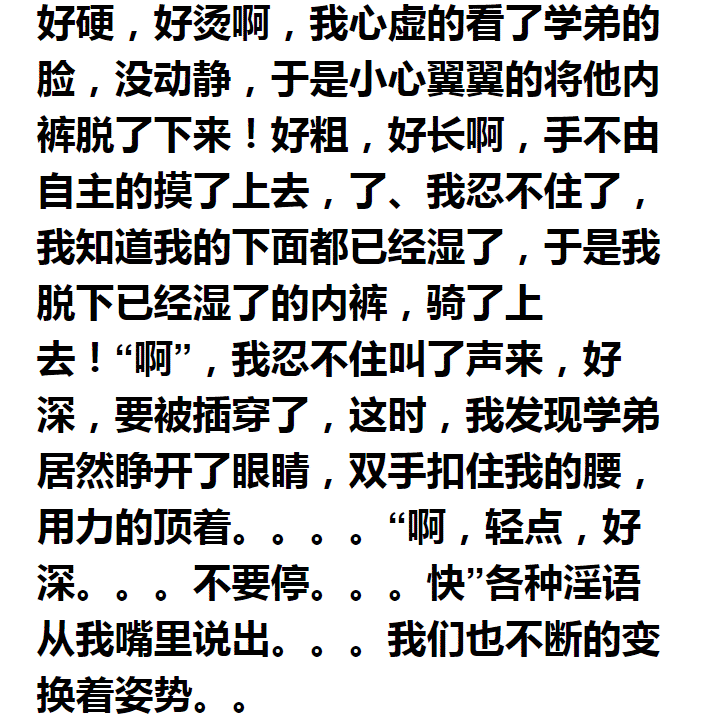 好硬，好烫啊，我心虚的看了学弟的
脸，没动静，于是小心翼翼的将他内
裤脱了下来！好粗，好长啊，手不由
自主的摸了上去，了、我忍不住了，
我知道我的下面都已经湿了，于是我
脱下已经湿了的内裤，骑了上
去！“啊”，我忍不住叫了声来，好
深，要被插穿了，这时，我发现学弟
居然睁开了眼睛，双手扣住我的腰，
用力的顶着。。。。“啊，轻点，好
深。。。不要停。。。快”各种淫语
从我嘴里说出。。。我们也不断的变
换着姿势。。